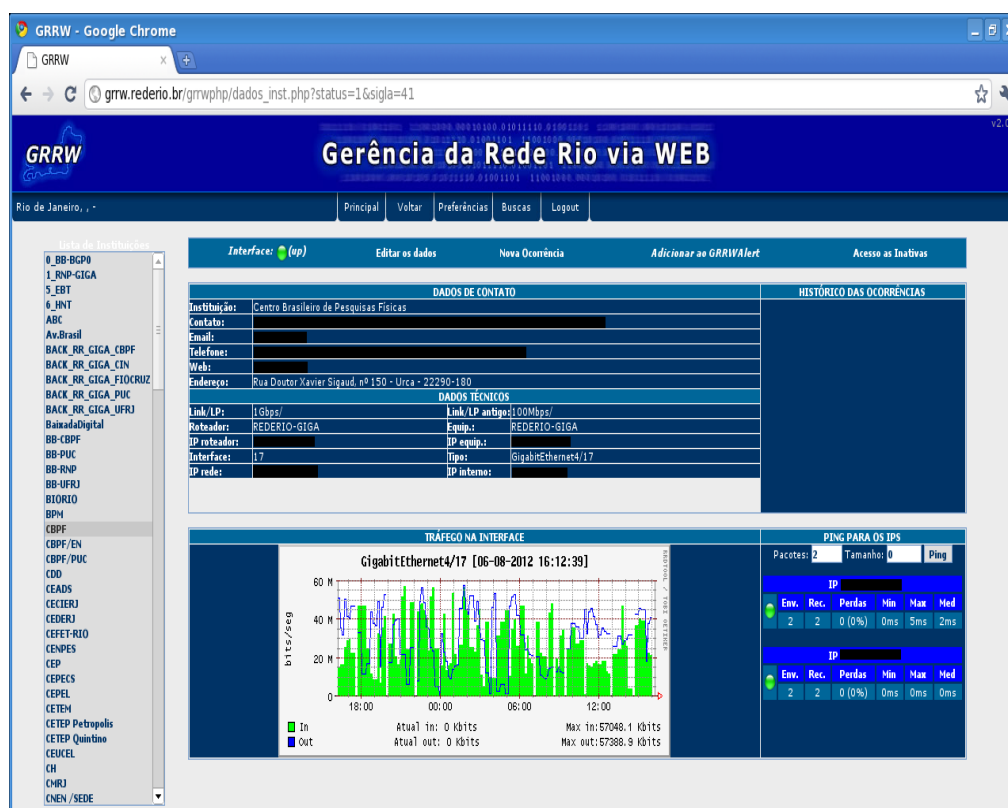 GRRW - Google Chrome
GRRW
grrw.rederio.br/grrwphp/dados_inst.php?status=1&sigla=41
GRRW
Gerência da Rede Rio via WEB
v2.0
Rio de Janeiro, , -
Principal Voltar Preferências Buscas Logout
Lista de Instituições
0_BB-BGP0
1_RNP-GIGA
5_EBT
6_HNT
ABC
Av.Brasil
BACK_RR_GIGA_CBPF
BACK_RR_GIGA_CIN
BACK_RR_GIGA_FIOCRUZ
BACK_RR_GIGA_PUC
BACK_RR_GIGA_UFRJ
BaixadaDigital
BB-CBPF
BB-PUC
BB-RNP
BB-UFRJ
BIORIO
BPM
CBPF
CBPF/EN
CBPF/PUC
CDD
CEADS
CECIERJ
CEDERJ
CEFET-RIO
CENPES
CEP
CEPECS
CEPEL
CETEM
CETEP Petropolis
CETEP Quintino
CEUCEL
CH
CMRJ
CNEN /SEDE
Interface: (up) Editar os dados Nova Ocorrência Adicionar ao GRRWAlert Acesso as Inativas
DADOS DE CONTATO
Instituição: Centro Brasileiro de Pesquisas Físicas
Contato:
Email:
Telefone:
Web:
Endereço: Rua Doutor Xavier Sigaud, nº 150 - Urca - 22290-180
DADOS TÉCNICOS
Link/LP: 1Gbps/ Link/LP antigo: 100Mbps/
Roteador: REDERIO-GIGA Equip.: REDERIO-GIGA
IP roteador: IP equip.:
Interface: 17 Tipo: GigabitEthernet4/17
IP rede: IP interno:
HISTÓRICO DAS OCORRÊNCIAS
TRÁFEGO NA INTERFACE
GigabitEthernet4/17 [06-08-2012 16:12:39]
RRDTOOL / TOBI OETIKER
bits/seg
60 M
40 M
20 M
0
18:00 00:00 06:00 12:00
In Atual in: 0 Kbits Max in:57048.1 Kbits
Out Atual out: 0 Kbits Max out:57388.9 Kbits
PING PARA OS IPS
Pacotes: 2 Tamanho: 0 Ping
IP
Env. Rec. Perdas Min Max Med
2 2 0 (0%) 0ms 5ms 2ms
IP
Env. Rec. Perdas Min Max Med
2 2 0 (0%) 0ms 0ms 0ms